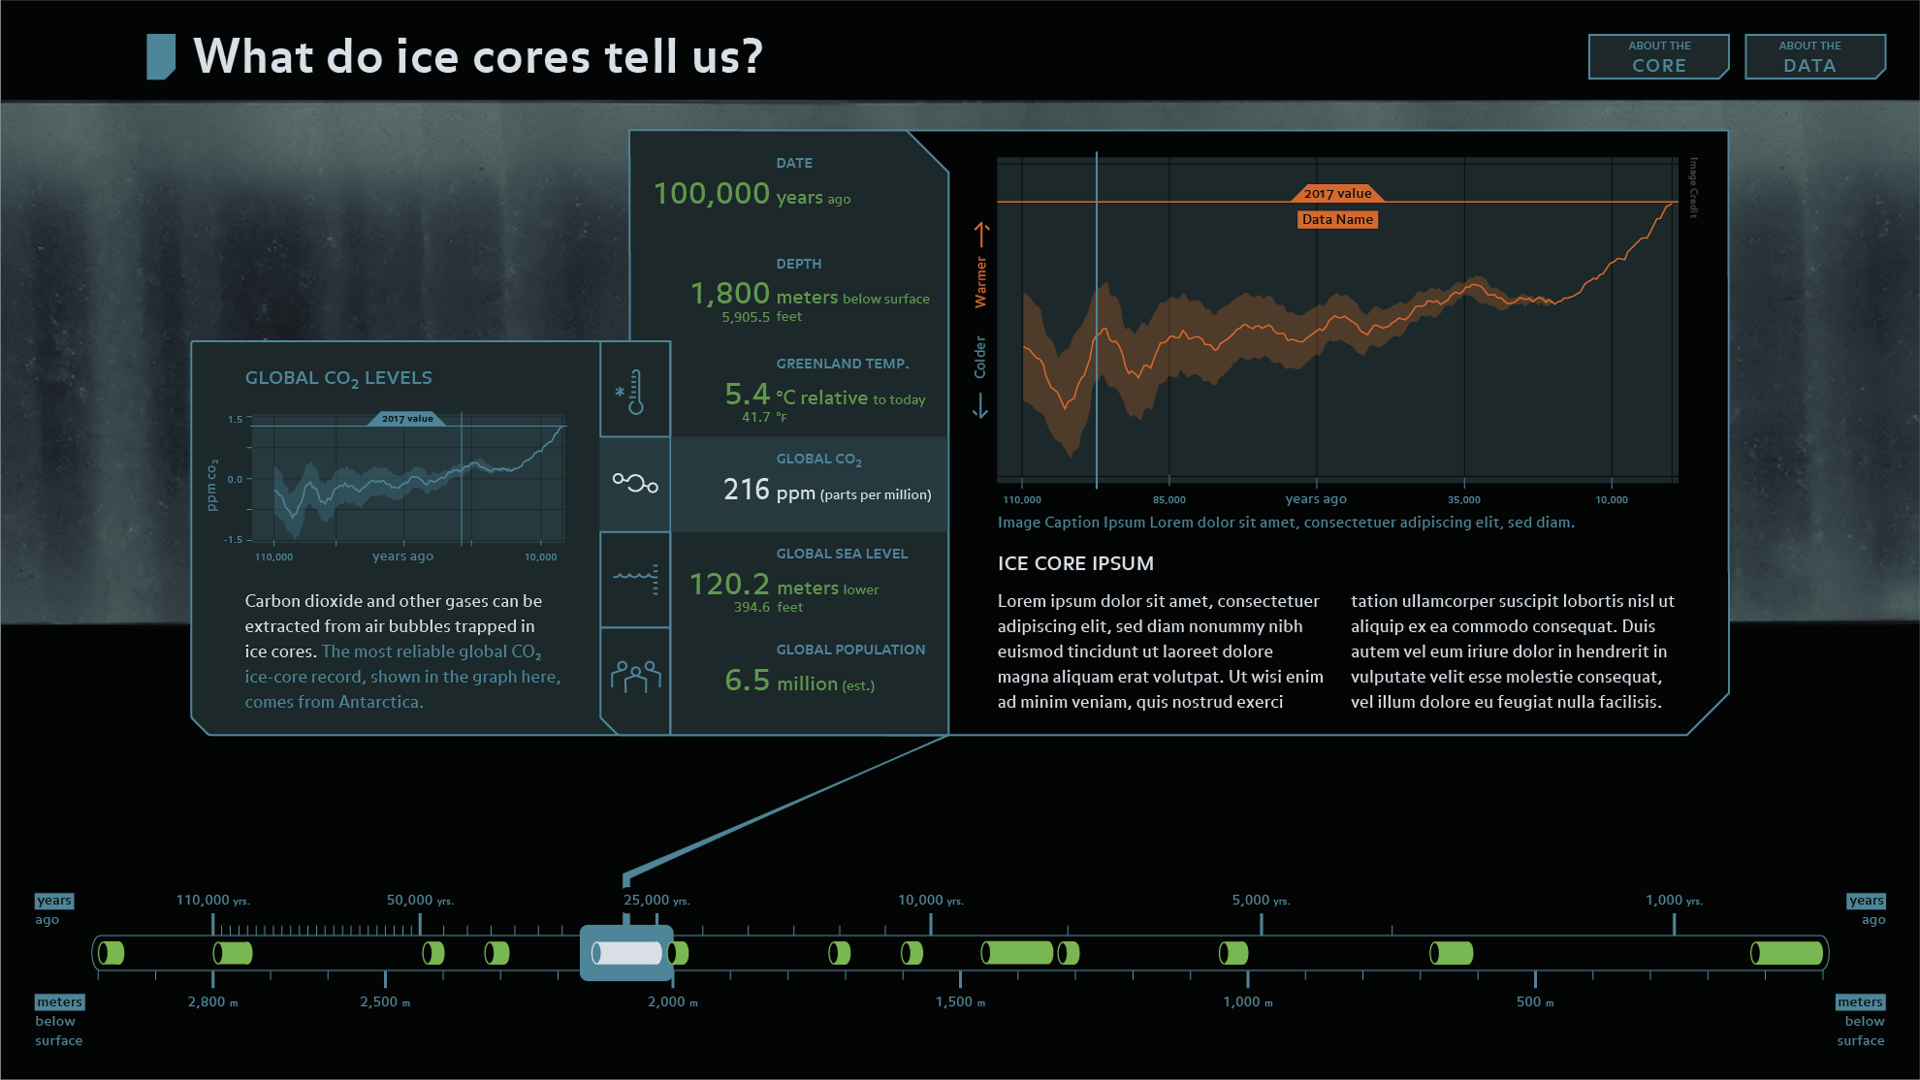 What do ice cores tell us?
ABOUT THE
CORE
ABOUT THE
DATA
DATE
100,000 years ago
DEPTH
1,800 meters below surface
5,905.5 feet
GREENLAND TEMP.
5.4 °C relative to today
41.7 °F
GLOBAL CO₂
216 ppm (parts per million)
GLOBAL SEA LEVEL
120.2 meters lower
394.6 feet
GLOBAL POPULATION
6.5 million (est.)
GLOBAL CO₂ LEVELS
2017 value
1.5
0.0
-1.5
ppm co₂
110,000
years ago
10,000
Carbon dioxide and other gases can be
extracted from air bubbles trapped in
ice cores. The most reliable global CO₂
ice-core record, shown in the graph here,
comes from Antarctica.
2017 value
Data Name
Image Credit
Warmer
Colder
110,000
85,000
years ago
35,000
10,000
Image Caption Ipsum Lorem dolor sit amet, consectetuer adipiscing elit, sed diam.
ICE CORE IPSUM
Lorem ipsum dolor sit amet, consectetuer
adipiscing elit, sed diam nonummy nibh
euismod tincidunt ut laoreet dolore
magna aliquam erat volutpat. Ut wisi enim
ad minim veniam, quis nostrud exerci
tation ullamcorper suscipit lobortis nisl ut
aliquip ex ea commodo consequat. Duis
autem vel eum iriure dolor in hendrerit in
vulputate velit esse molestie consequat,
vel illum dolore eu feugiat nulla facilisis.
years
ago
110,000 yrs.
50,000 yrs.
25,000 yrs.
10,000 yrs.
5,000 yrs.
1,000 yrs.
years
ago
meters
below
surface
2,800 m
2,500 m
2,000 m
1,500 m
1,000 m
500 m
meters
below
surface